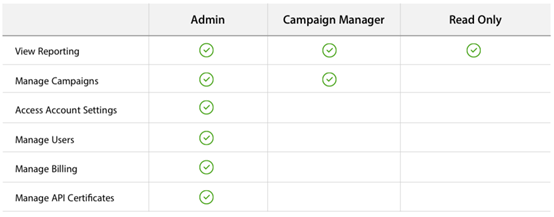 Admin Campaign Manager Read Only
View Reporting
Manage Campaigns
Access Account Settings
Manage Users
Manage Billing
Manage API Certificates